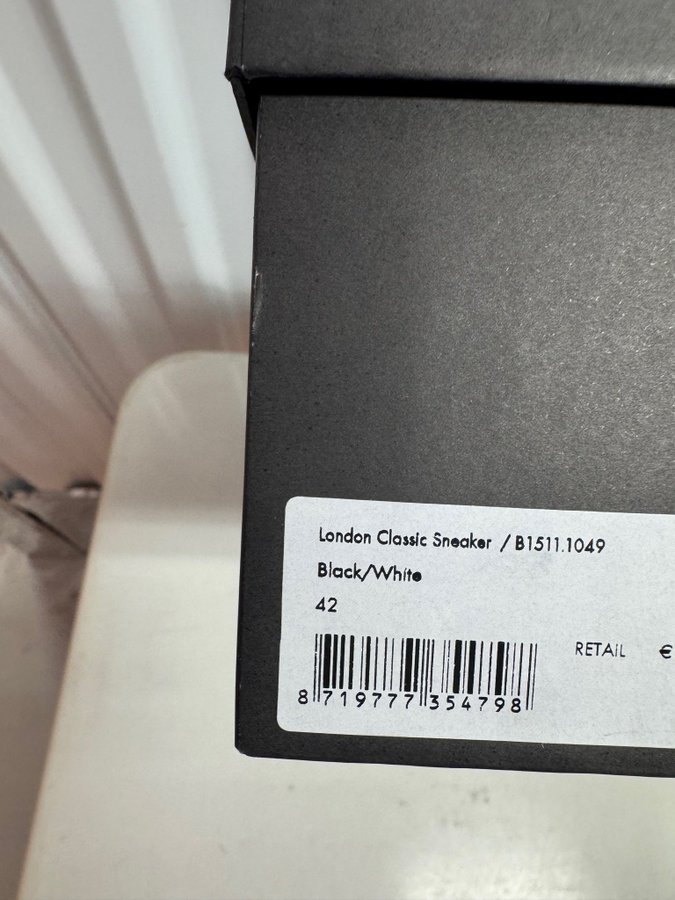 London Classic Sneaker / B1511.1049
Black/White
42
RETAIL €
8 719777 354798